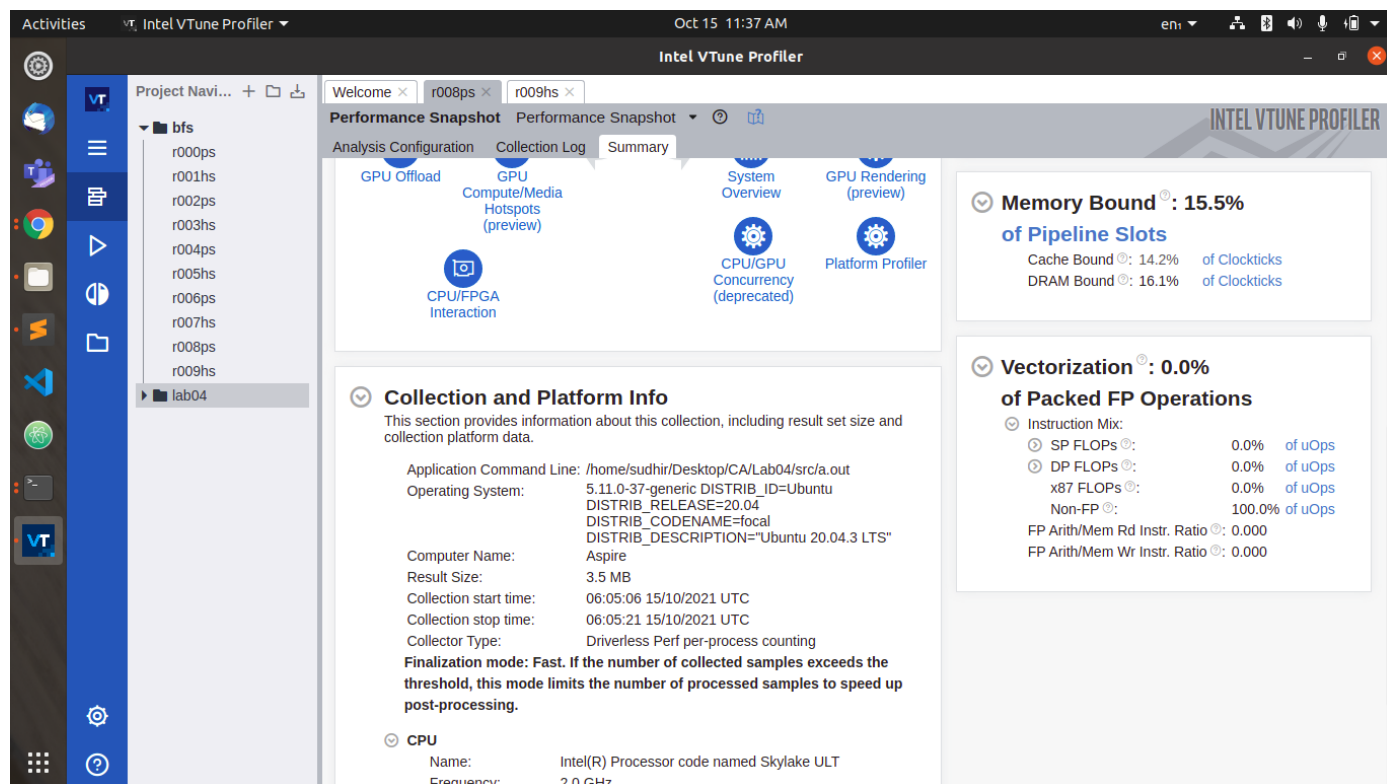 Activities
Intel VTune Profiler
Oct 15 11:37 AM
en₁
Intel VTune Profiler
VT
Project Navi...
bfs
r000ps
r001hs
r002ps
r003hs
r004ps
r005hs
r006ps
r007hs
r008ps
r009hs
lab04
Welcome
r008ps
r009hs
Performance Snapshot Performance Snapshot
INTEL VTUNE PROFILER
Analysis Configuration Collection Log Summary
GPU Offload
GPU
Compute/Media
Hotspots
(preview)
System
Overview
GPU Rendering
(preview)
CPU/FPGA
Interaction
CPU/GPU
Concurrency
(deprecated)
Platform Profiler
Collection and Platform Info
This section provides information about this collection, including result set size and
collection platform data.
Application Command Line: /home/sudhir/Desktop/CA/Lab04/src/a.out
Operating System: 5.11.0-37-generic DISTRIB_ID=Ubuntu
DISTRIB_RELEASE=20.04
DISTRIB_CODENAME=focal
DISTRIB_DESCRIPTION="Ubuntu 20.04.3 LTS"
Computer Name: Aspire
Result Size: 3.5 MB
Collection start time: 06:05:06 15/10/2021 UTC
Collection stop time: 06:05:21 15/10/2021 UTC
Collector Type: Driverless Perf per-process counting
Finalization mode: Fast. If the number of collected samples exceeds the
threshold, this mode limits the number of processed samples to speed up
post-processing.
CPU
Name: Intel(R) Processor code named Skylake ULT
Frequency: 2.0 GHz
Memory Bound ?: 15.5%
of Pipeline Slots
Cache Bound ?: 14.2% of Clockticks
DRAM Bound ?: 16.1% of Clockticks
Vectorization ?: 0.0%
of Packed FP Operations
Instruction Mix:
SP FLOPs ?: 0.0% of uOps
DP FLOPs ?: 0.0% of uOps
x87 FLOPs ?: 0.0% of uOps
Non-FP ?: 100.0% of uOps
FP Arith/Mem Rd Instr. Ratio ?: 0.000
FP Arith/Mem Wr Instr. Ratio ?: 0.000
VT